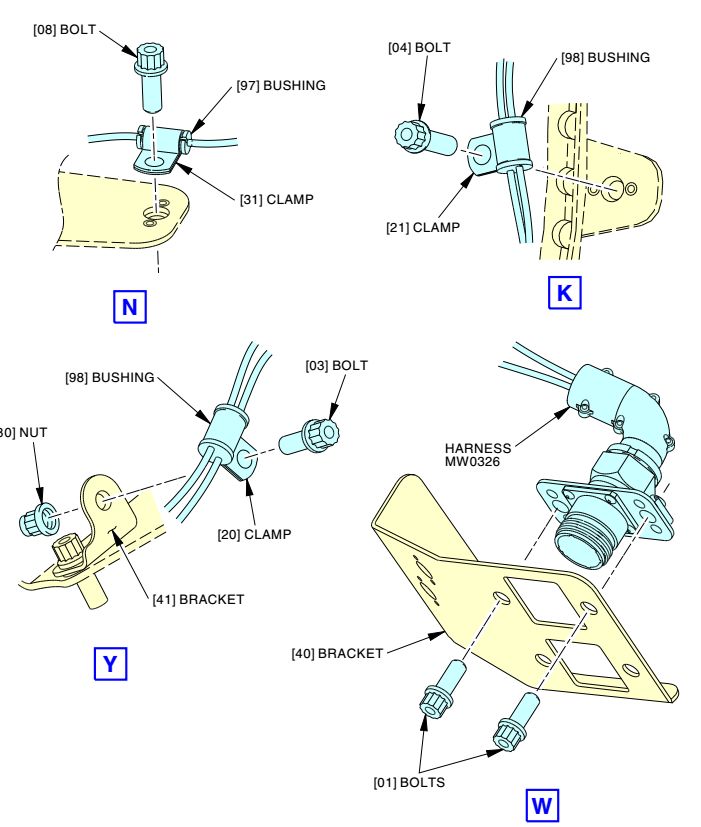 [08] BOLT
[97] BUSHING
[31] CLAMP
N
[04] BOLT
[98] BUSHING
[21] CLAMP
K
[98] BUSHING
[03] BOLT
NUT
[20] CLAMP
[41] BRACKET
Y
HARNESS
MW0326
[40] BRACKET
[01] BOLTS
W